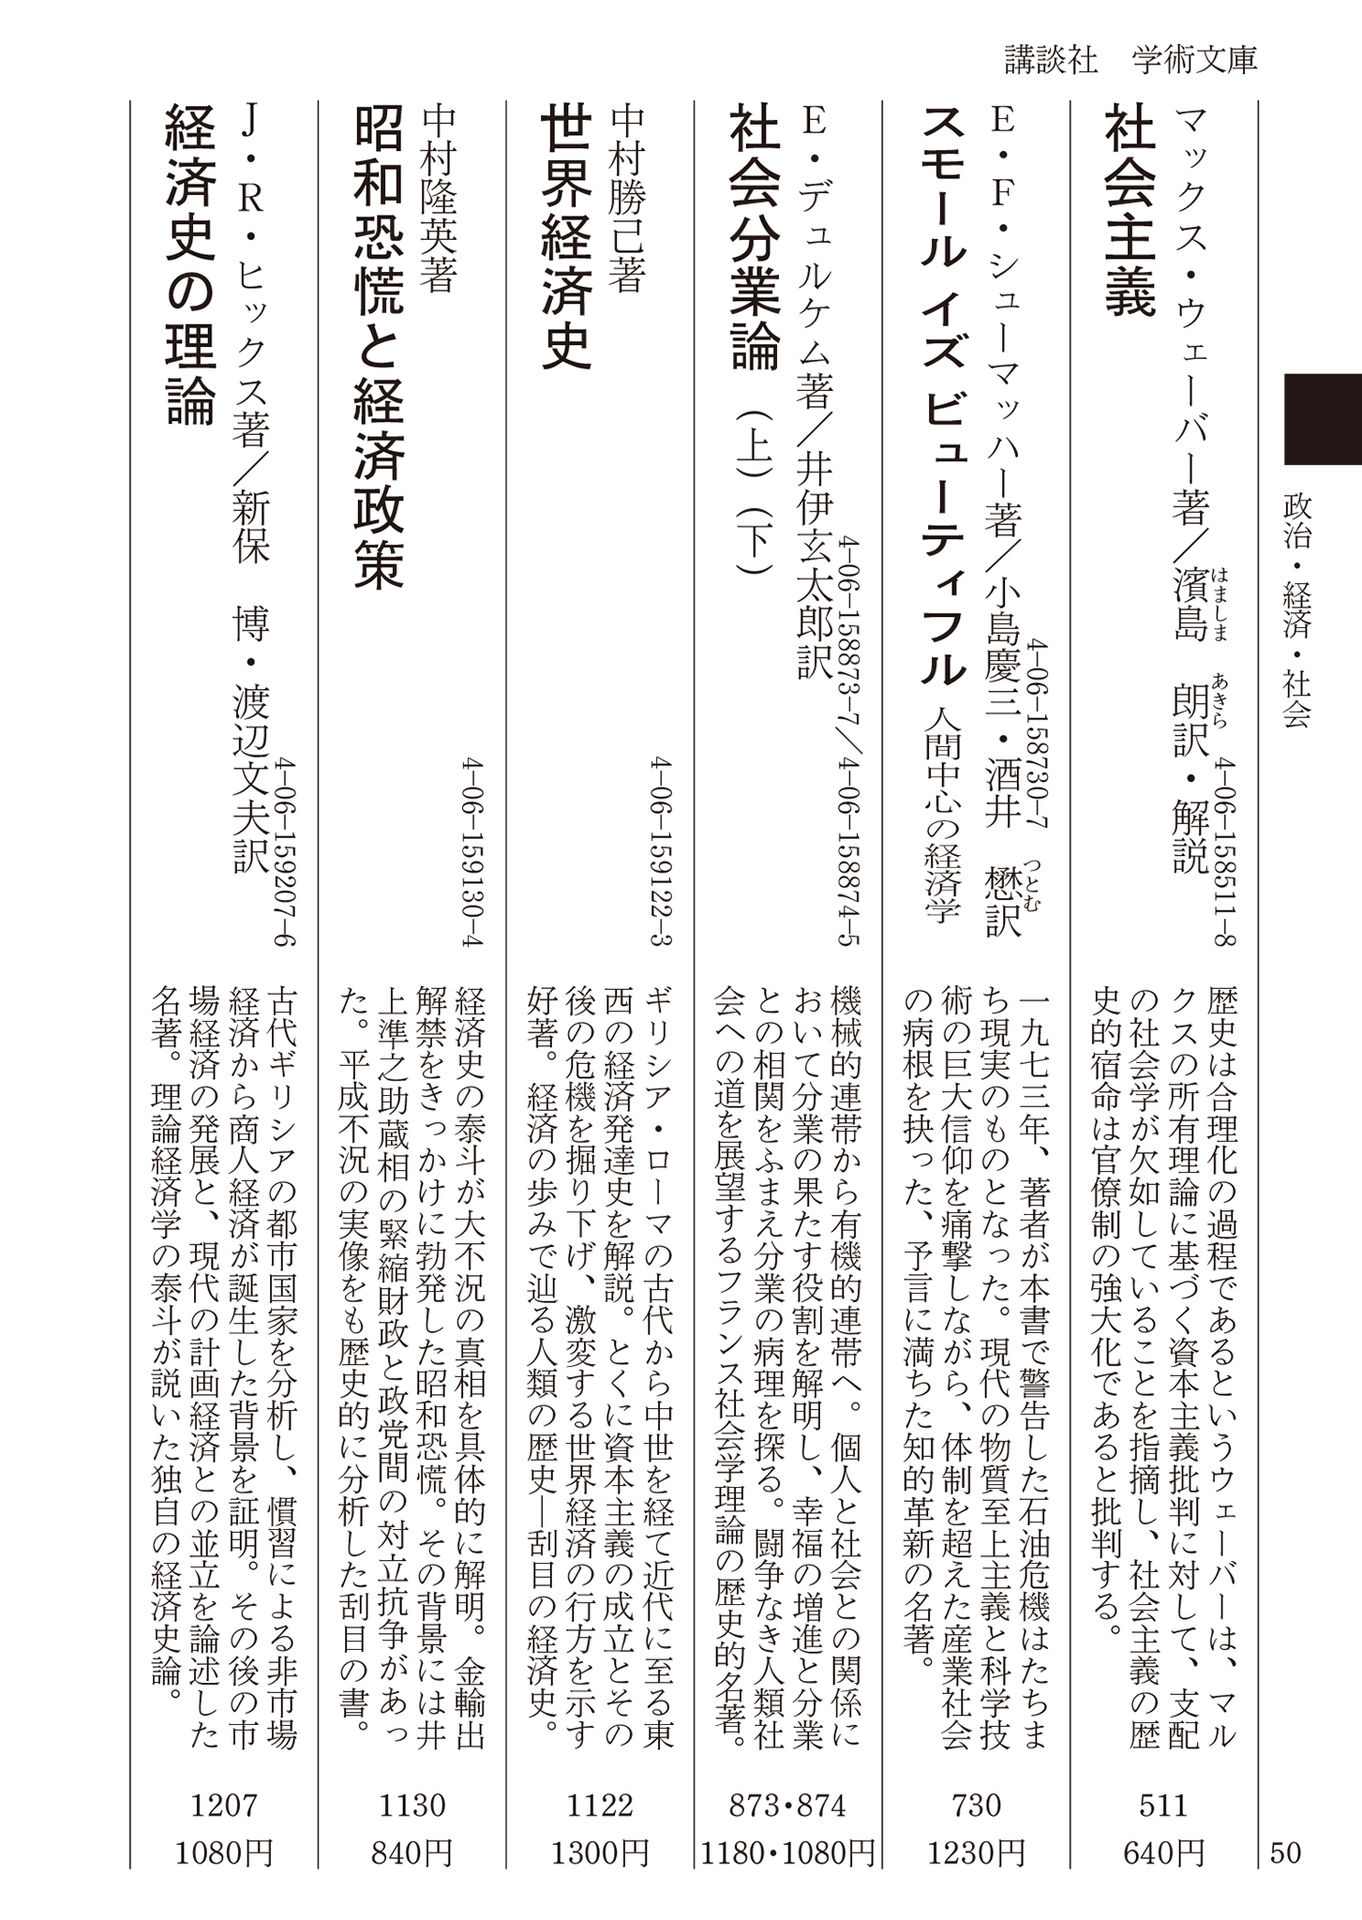 講談社　学術文庫
政治・経済・社会
マックス・ウェーバー著／濱島　朗訳・解説
はましま　あきら
4-06-158511-8
社会主義
歴史は合理化の過程であるというウェーバーは、マル
クスの所有理論に基づく資本主義批判に対して、支配
の社会学が欠如していることを指摘し、社会主義の歴
史的宿命は官僚制の強大化であると批判する。
511
640円
E・F・シューマッハー著／小島慶三・酒井　懋訳
つとむ
4-06-158730-7
スモール イズ ビューティフル 人間中心の経済学
一九七三年、著者が本書で警告した石油危機はたちま
ち現実のものとなった。現代の物質至上主義と科学技
術の巨大信仰を痛撃しながら、体制を超えた産業社会
の病根を抉った、予言に満ちた知的革新の名著。
730
1230円
E・デュルケム著／井伊玄太郎訳
4-06-158873-7／4-06-158874-5
社会分業論（上）（下）
機械的連帯から有機的連帯へ。個人と社会との関係に
おいて分業の果たす役割を解明し、幸福の増進と分業
との相関をふまえ分業の病理を探る。闘争なき人類社
会への道を展望するフランス社会学理論の歴史的名著。
873・874
1180・1080円
中村勝己著
4-06-159122-3
世界経済史
ギリシア・ローマの古代から中世を経て近代に至る東
西の経済発達史を解説。とくに資本主義の成立とその
後の危機を掘り下げ、激変する世界経済の行方を示す
好著。経済の歩みで辿る人類の歴史―刮目の経済史。
1122
1300円
中村隆英著
4-06-159130-4
昭和恐慌と経済政策
経済史の泰斗が大不況の真相を具体的に解明。金輸出
解禁をきっかけに勃発した昭和恐慌。その背景には井
上準之助蔵相の緊縮財政と政党間の対立抗争があっ
た。平成不況の実像をも歴史的に分析した刮目の書。
1130
840円
J・R・ヒックス著／新保　博・渡辺文夫訳
4-06-159207-6
経済史の理論
古代ギリシアの都市国家を分析し、慣習による非市場
経済から商人経済が誕生した背景を証明。その後の市
場経済の発展と、現代の計画経済との並立を論述した
名著。理論経済学の泰斗が説いた独自の経済史論。
1207
1080円
50